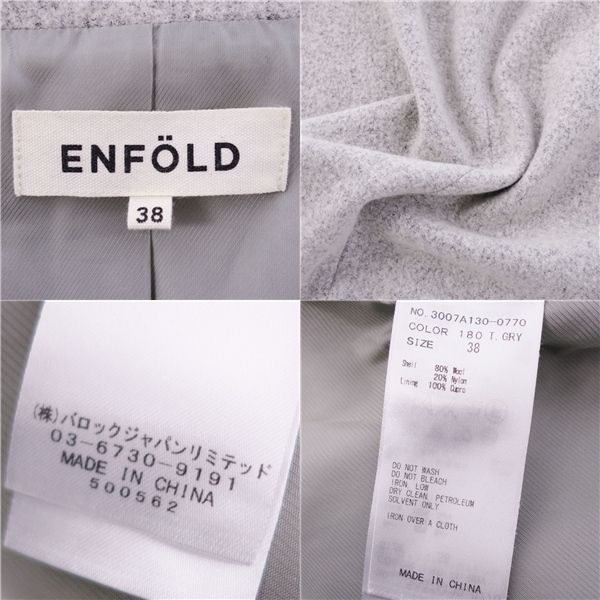 ENFÖLD
38
(株)バロックジャパンリミテッド
03-6730-9191
MADE IN CHINA
500562
NO. 3007A130-0770
COLOR 180 T. GRY
SIZE 38
Shell 80% Wool
20% Nylon
Lining 100% Cupro
DO NOT WASH
DO NOT BLEACH
IRON, LOW
DRY CLEAN, PETROLEUM
SOLVENT ONLY
IRON OVER A CLOTH
MADE IN CHINA